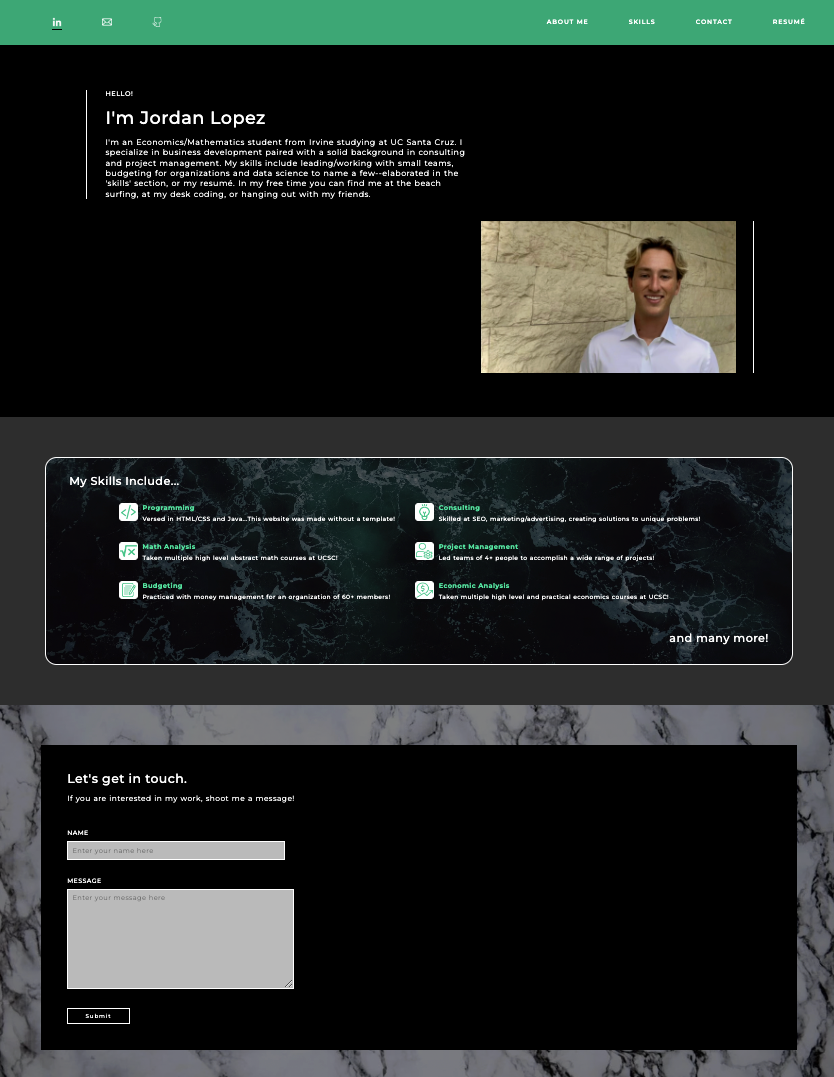 in
ABOUT ME SKILLS CONTACT RESUMÉ
HELLO!
I'm Jordan Lopez
I'm an Economics/Mathematics student from Irvine studying at UC Santa Cruz. I
specialize in business development paired with a solid background in consulting
and project management. My skills include leading/working with small teams,
budgeting for organizations and data science to name a few--elaborated in the
'skills' section, or my resumé. In my free time you can find me at the beach
surfing, at my desk coding, or hanging out with my friends.
My Skills Include...
Programming
Versed in HTML/CSS and Java...This website was made without a template!
Consulting
Skilled at SEO, marketing/advertising, creating solutions to unique problems!
Math Analysis
Taken multiple high level abstract math courses at UCSC!
Project Management
Led teams of 4+ people to accomplish a wide range of projects!
Budgeting
Practiced with money management for an organization of 60+ members!
Economic Analysis
Taken multiple high level and practical economics courses at UCSC!
and many more!
Let's get in touch.
If you are interested in my work, shoot me a message!
NAME
Enter your name here
MESSAGE
Enter your message here
Submit